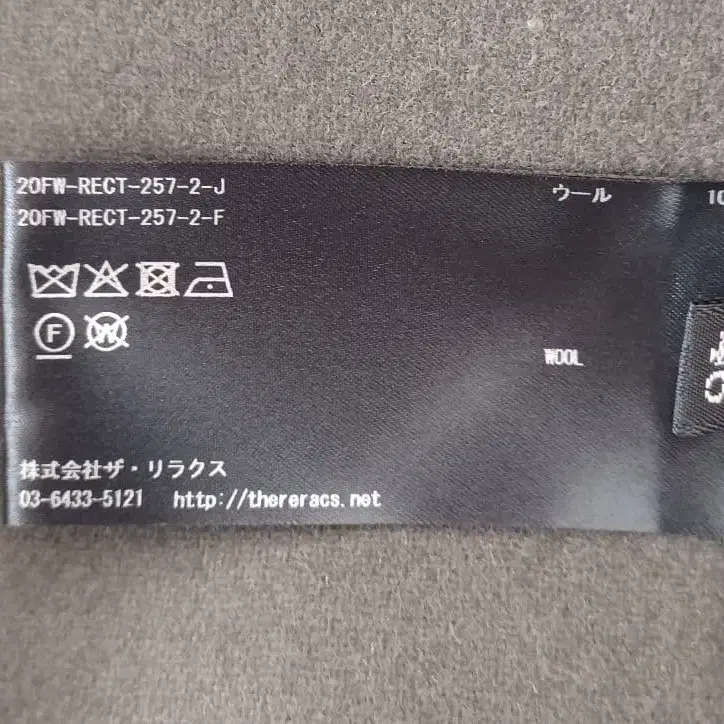 20FW-RECT-257-2-J
20FW-RECT-257-2-F
ウール
F
W
WOOL
株式会社ザ・リラクス
03-6433-5121 http://thereracs.net